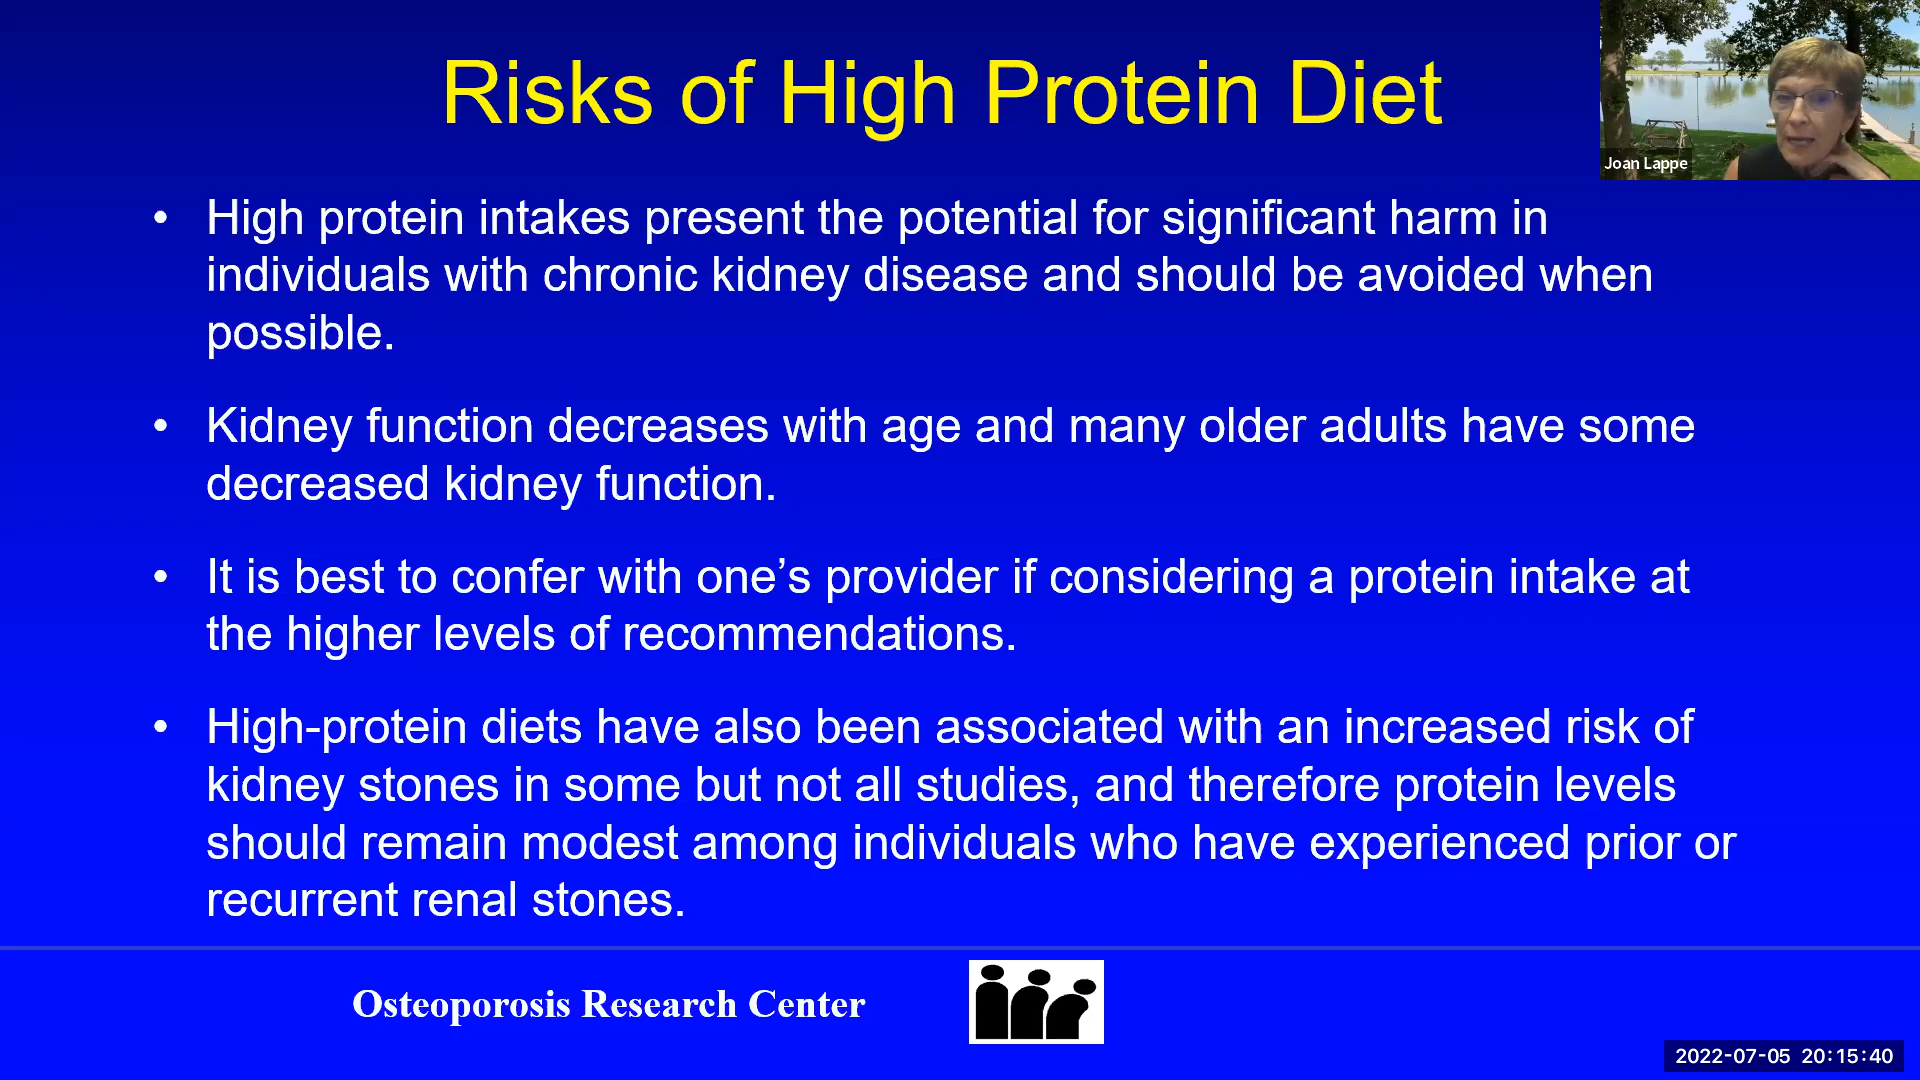 Risks of High Protein Diet
Joan Lappe
• High protein intakes present the potential for significant harm in
individuals with chronic kidney disease and should be avoided when
possible.
• Kidney function decreases with age and many older adults have some
decreased kidney function.
• It is best to confer with one’s provider if considering a protein intake at
the higher levels of recommendations.
• High-protein diets have also been associated with an increased risk of
kidney stones in some but not all studies, and therefore protein levels
should remain modest among individuals who have experienced prior or
recurrent renal stones.
Osteoporosis Research Center
2022-07-05 20:15:40